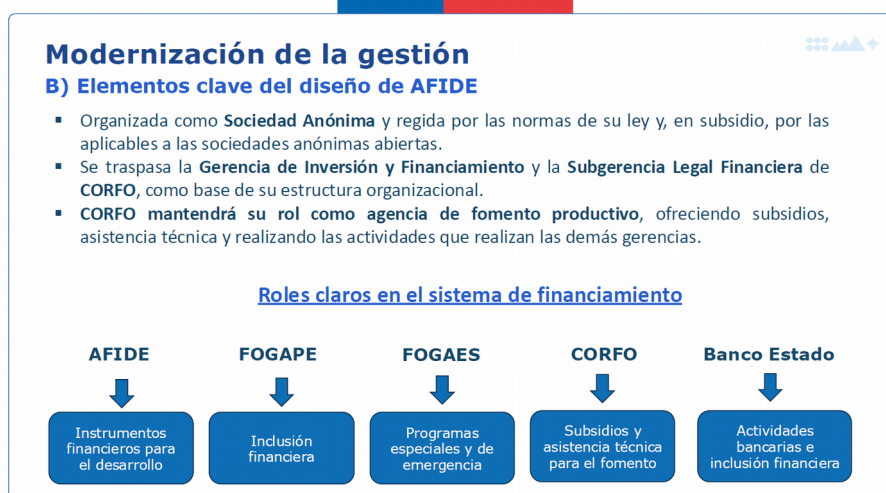 Modernización de la gestión
B) Elementos clave del diseño de AFIDE
▪ Organizada como Sociedad Anónima y regida por las normas de su ley y, en subsidio, por las
aplicables a las sociedades anónimas abiertas.
▪ Se traspasa la Gerencia de Inversión y Financiamiento y la Subgerencia Legal Financiera de
CORFO, como base de su estructura organizacional.
▪ CORFO mantendrá su rol como agencia de fomento productivo, ofreciendo subsidios,
asistencia técnica y realizando las actividades que realizan las demás gerencias.
Roles claros en el sistema de financiamiento
AFIDE
Instrumentos
financieros para
el desarrollo
FOGAPE
Inclusión
financiera
FOGAES
Programas
especiales y de
emergencia
CORFO
Subsidios y
asistencia técnica
para el fomento
Banco Estado
Actividades
bancarias e
inclusión financiera